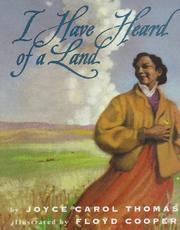 I Have Heard
of a Land
by JOYCE CAROL THOMAS
illustrated by FLOYD COOPER